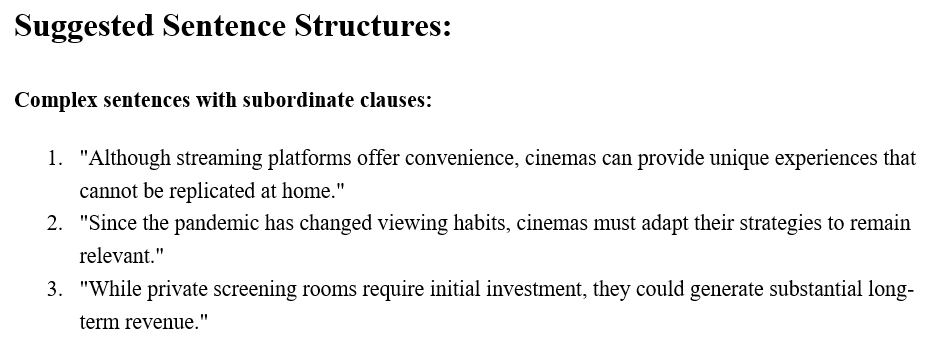 Suggested Sentence Structures:
Complex sentences with subordinate clauses:
1. "Although streaming platforms offer convenience, cinemas can provide unique experiences that
cannot be replicated at home."
2. "Since the pandemic has changed viewing habits, cinemas must adapt their strategies to remain
relevant."
3. "While private screening rooms require initial investment, they could generate substantial long-
term revenue."